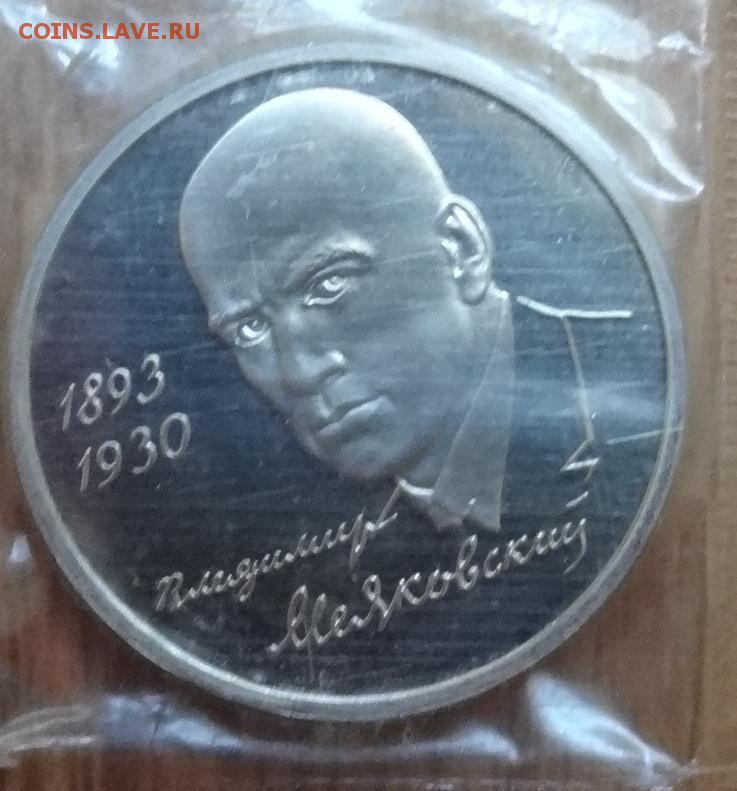 COINS.LAVE.RU
1893
1930
Владимир
Маяковский